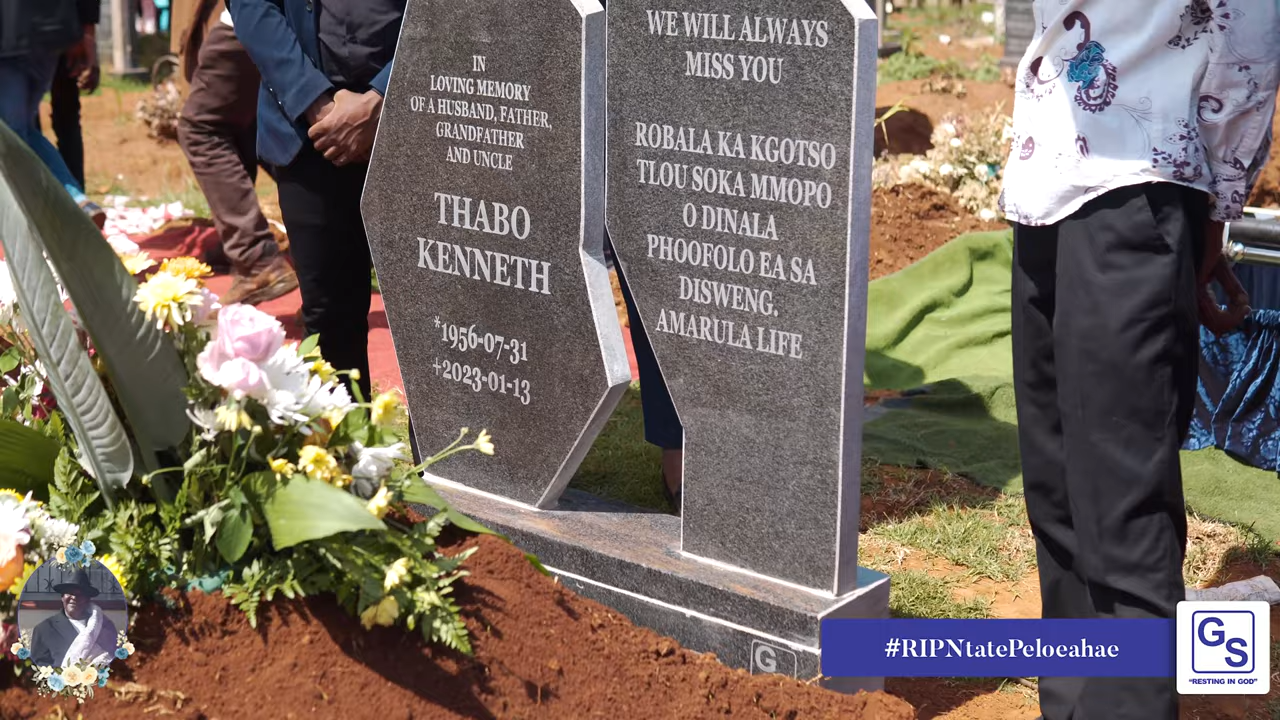 IN
LOVING MEMORY
OF A HUSBAND, FATHER,
GRANDFATHER
AND UNCLE
THABO
KENNETH
*1956-07-31
+2023-01-13
WE WILL ALWAYS
MISS YOU
ROBALA KA KGOTSO
TLOU SOKA MMOPO
O DINALA
PHOOFOLO EA SA
DISWENG.
AMARULA LIFE
G
#RIPNtatePeloeahae
GS
"RESTING IN GOD"